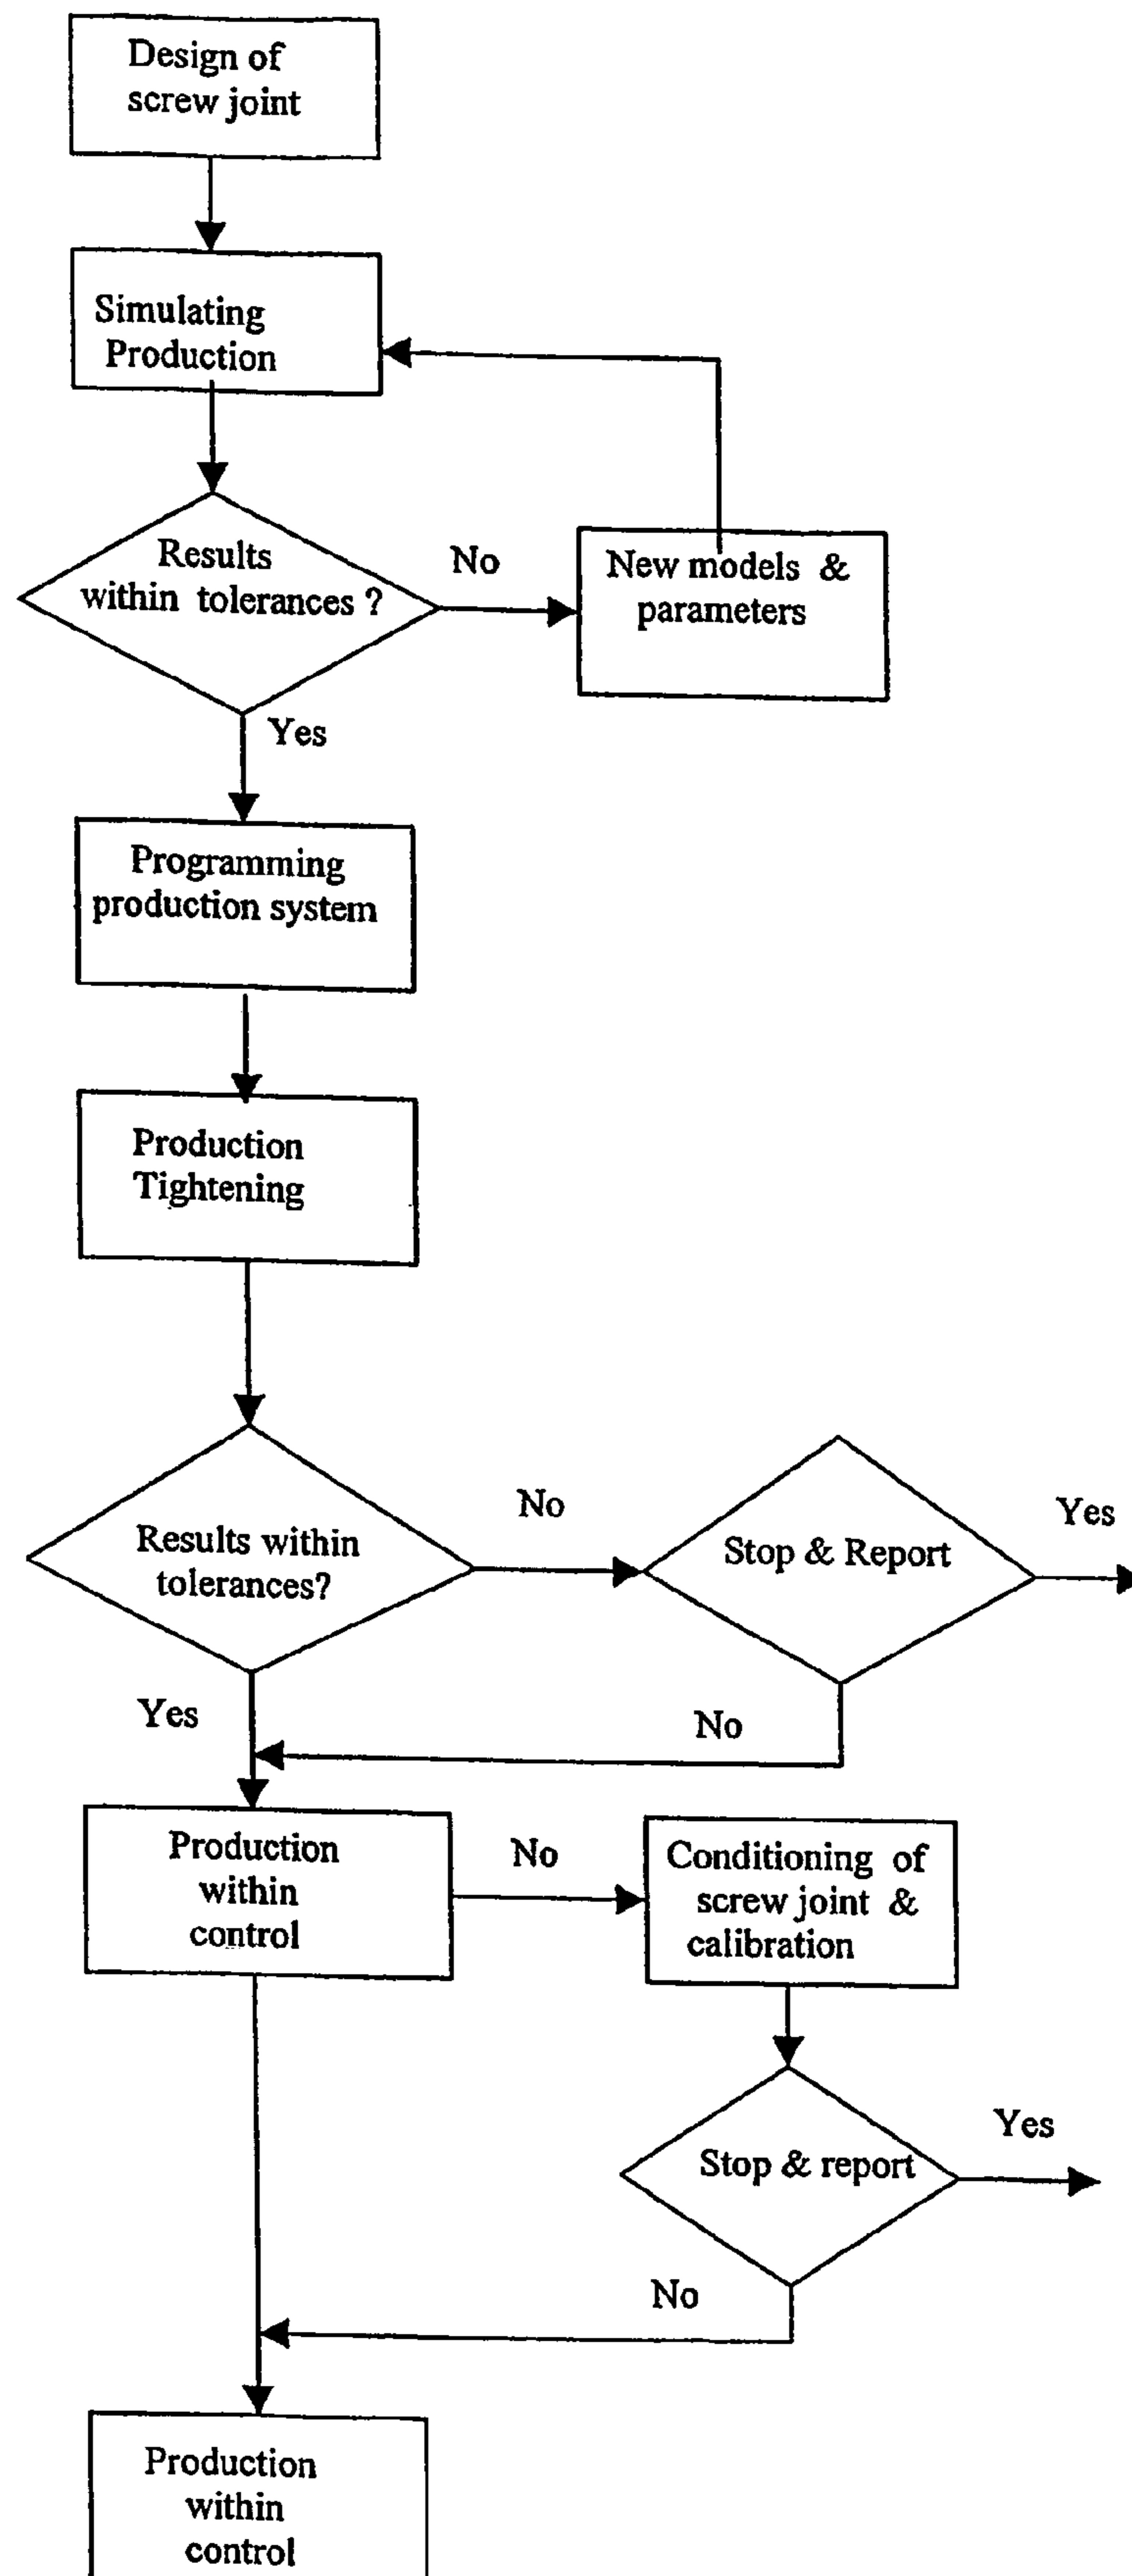 Design of
screw joint
Simulating
Production
Results
within tolerances ?
No
New models &
parameters
Yes
Programming
production system
Production
Tightening
Results within
tolerances?
No
Stop & Report
Yes
Yes
No
Production
within
control
No
Conditioning of
screw joint &
calibration
Stop & report
Yes
No
Production
within
control